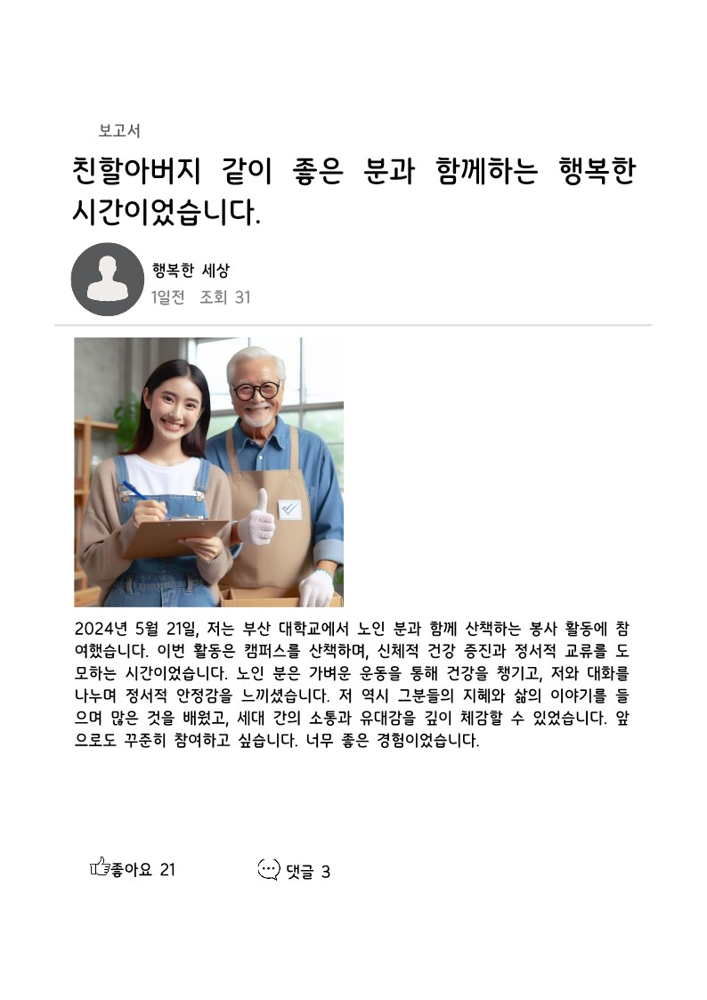 보고서
친할아버지 같이 좋은 분과 함께하는 행복한
시간이었습니다.
행복한 세상
1일전 조회 31
2024년 5월 21일, 저는 부산 대학교에서 노인 분과 함께 산책하는 봉사 활동에 참
여했습니다. 이번 활동은 캠퍼스를 산책하며, 신체적 건강 증진과 정서적 교류를 도
모하는 시간이었습니다. 노인 분은 가벼운 운동을 통해 건강을 챙기고, 저와 대화를
나누며 정서적 안정감을 느끼셨습니다. 저 역시 그분들의 지혜와 삶의 이야기를 들
으며 많은 것을 배웠고, 세대 간의 소통과 유대감을 깊이 체감할 수 있었습니다. 앞
으로도 꾸준히 참여하고 싶습니다. 너무 좋은 경험이었습니다.
좋아요 21
댓글 3